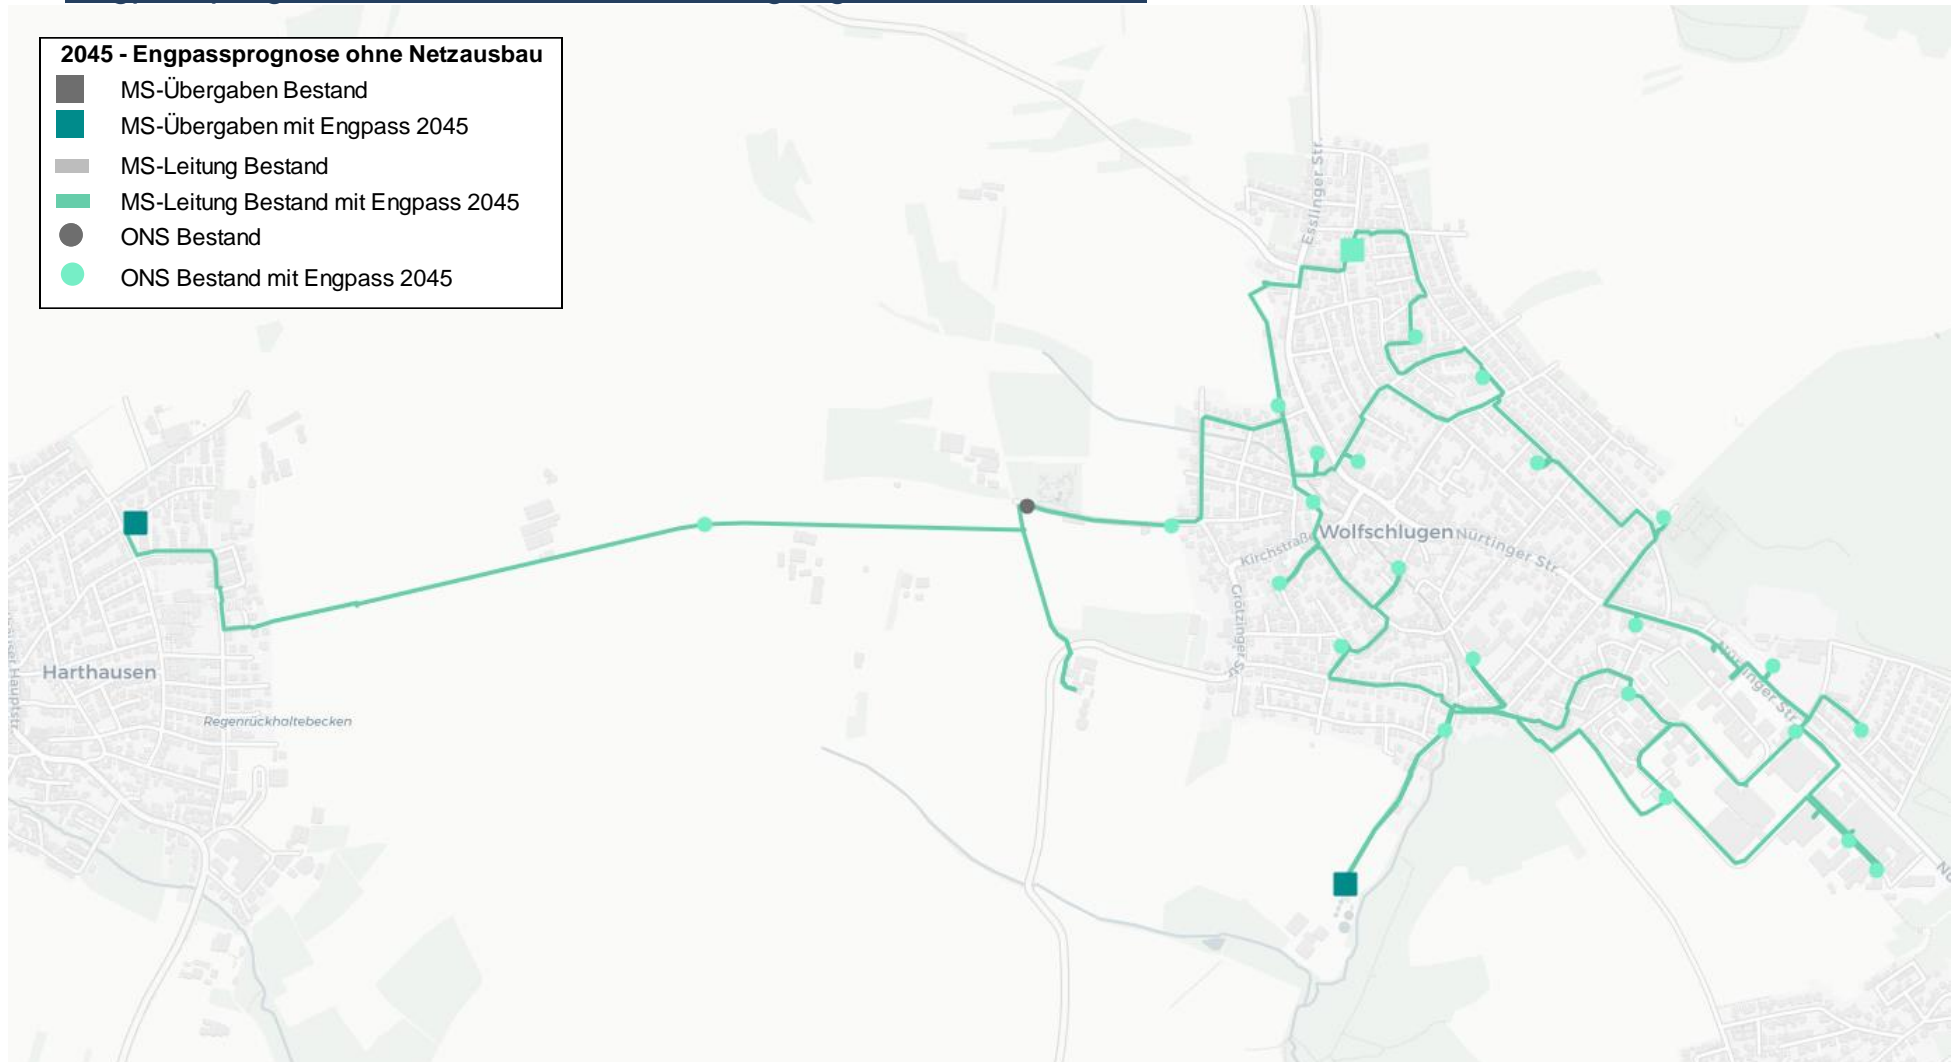 2045 - Engpassprognose ohne Netzausbau
MS-Übergaben Bestand
MS-Übergaben mit Engpass 2045
MS-Leitung Bestand
MS-Leitung Bestand mit Engpass 2045
ONS Bestand
ONS Bestand mit Engpass 2045
Esslinger Str.
Wolfschlugen
Nürtinger Str.
Kirchstraße
Grötzinger Str.
Harthausen
Regenrückhaltebecken
Nürtinger Str.